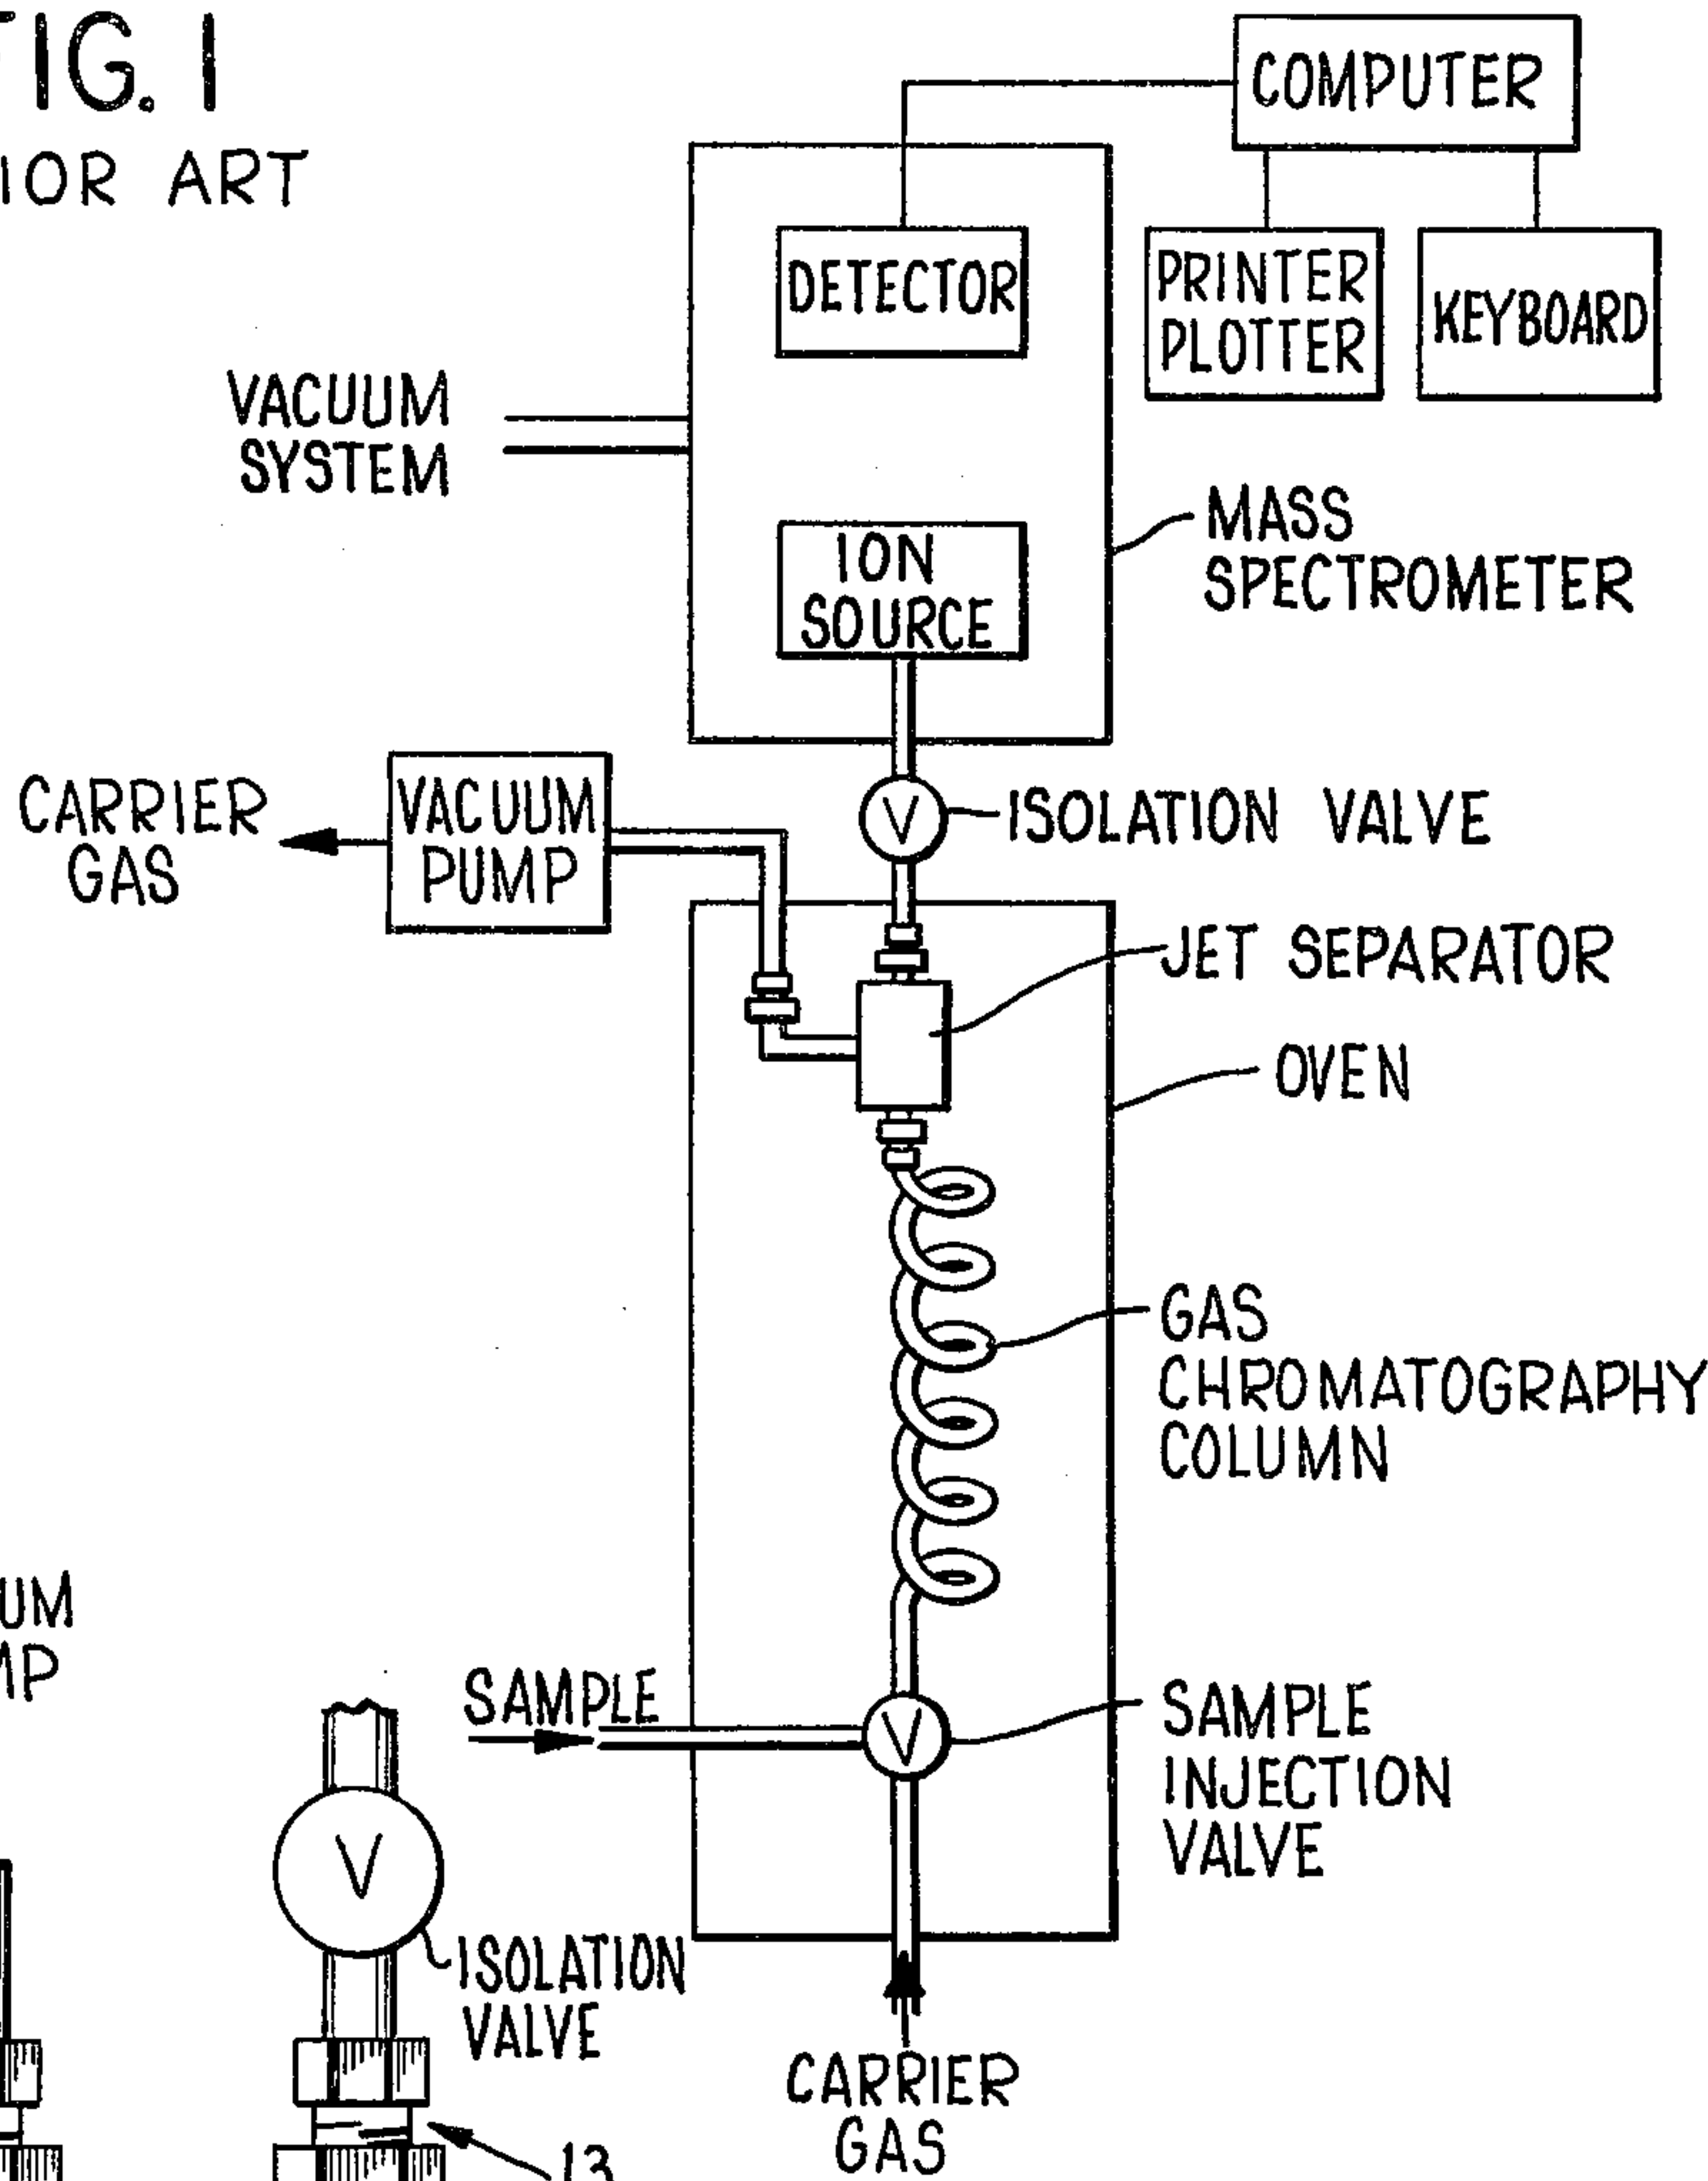 FIG. 1
IOR ART
COMPUTER
DETECTOR
PRINTER
PLOTTER
KEYBOARD
VACUUM
SYSTEM
ION
SOURCE
MASS
SPECTROMETER
CARRIER
GAS
VACUUM
PUMP
V
ISOLATION VALVE
JET SEPARATOR
OVEN
GAS
CHROMATOGRAPHY
COLUMN
UM
MP
SAMPLE
V
SAMPLE
INJECTION
VALVE
V
ISOLATION
VALVE
CARRIER
GAS
13